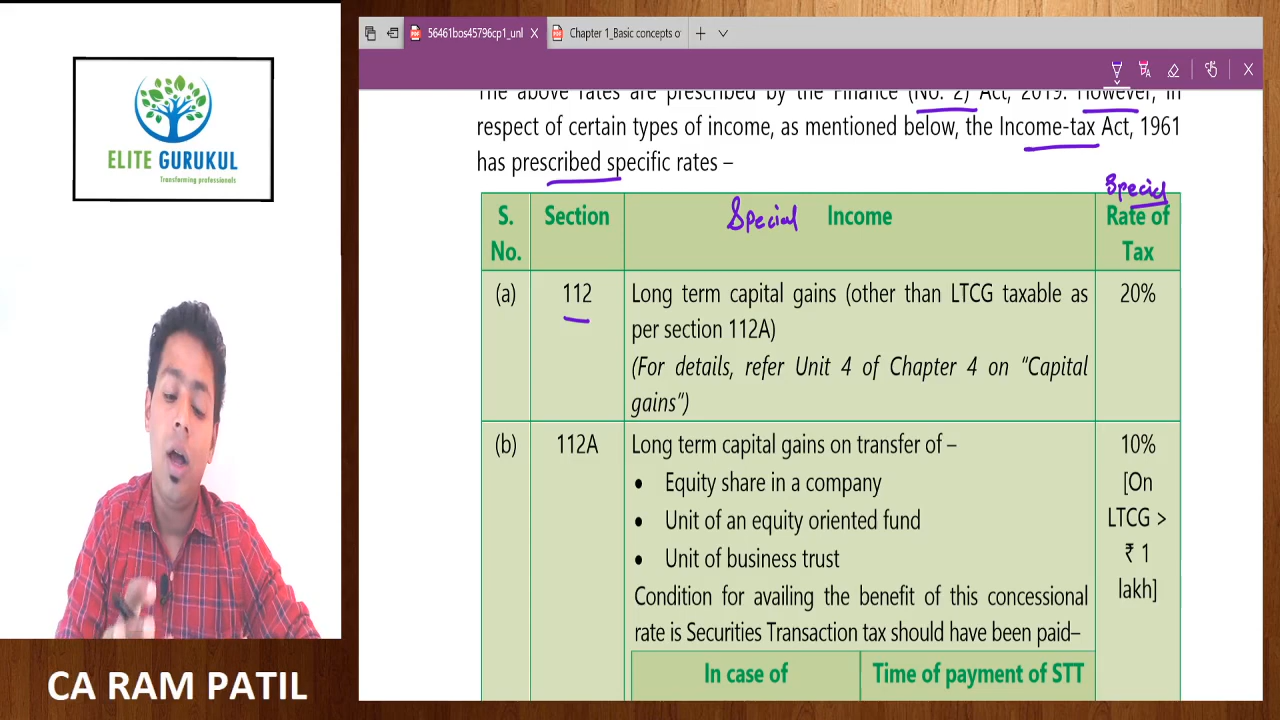 ELITE GURUKUL
Transforming professionals
CA RAM PATIL
56461bos45796cp1_unl
Chapter 1_Basic concepts o
The above rates are prescribed by the Finance (No. 2) Act, 2019. However, in
respect of certain types of income, as mentioned below, the Income-tax Act, 1961
has prescribed specific rates –
S. No.
Section
Special Income
Special Rate of Tax
(a)
112
Long term capital gains (other than LTCG taxable as
per section 112A)
(For details, refer Unit 4 of Chapter 4 on "Capital
gains")
20%
(b)
112A
Long term capital gains on transfer of –
• Equity share in a company
• Unit of an equity oriented fund
• Unit of business trust
Condition for availing the benefit of this concessional
rate is Securities Transaction tax should have been paid–
In case of
Time of payment of STT
10%
[On
LTCG >
₹ 1
lakh]